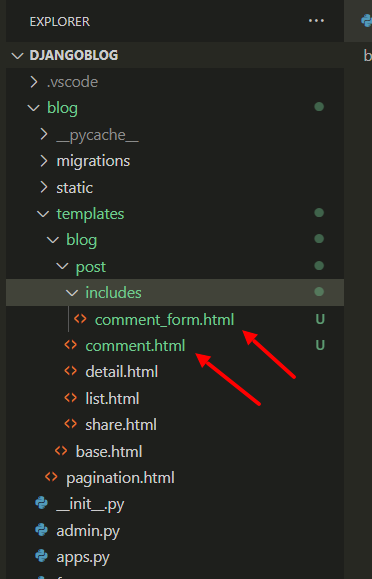 EXPLORER ...
DJANGOBLOG
.vscode
blog
__pycache__
migrations
static
templates
blog
post
includes
comment_form.html U
comment.html U
detail.html
list.html
share.html
base.html
pagination.html
__init__.py
admin.py
apps.py